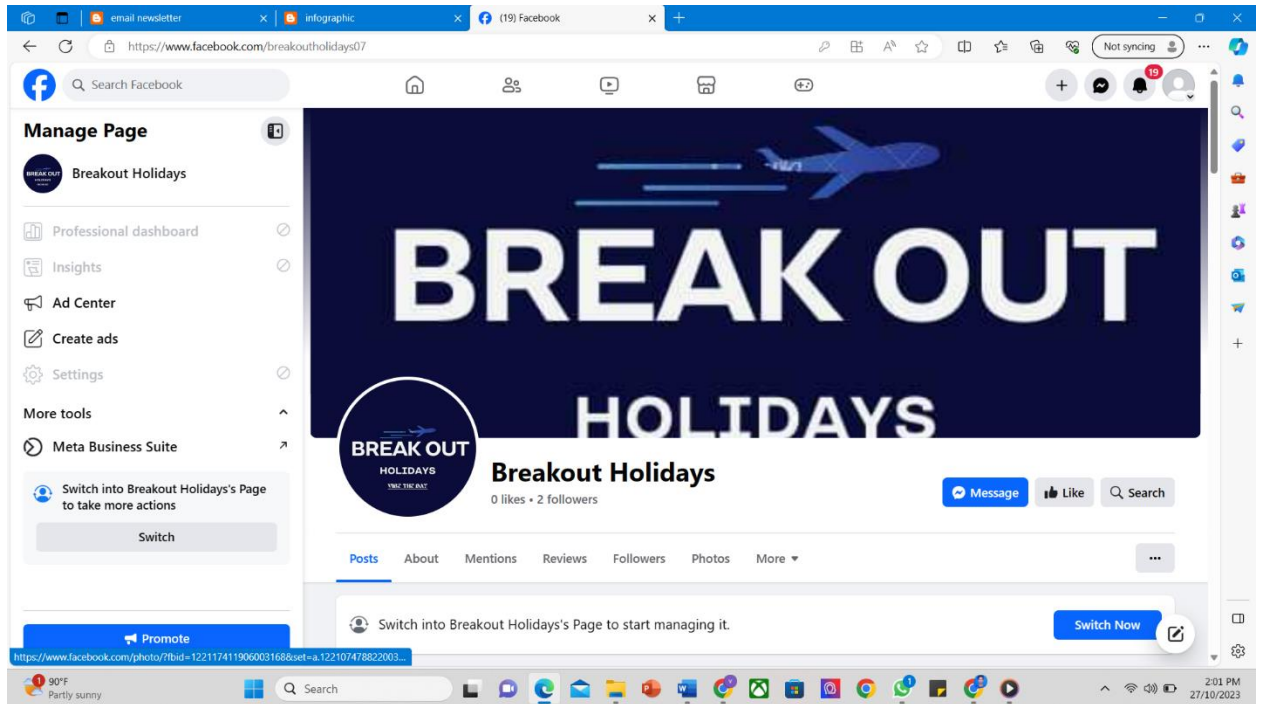 email newsletter
infographic
(19) Facebook
https://www.facebook.com/breakoutholidays07
Not syncing
Search Facebook
19
Manage Page
Breakout Holidays
Professional dashboard
Insights
Ad Center
Create ads
Settings
More tools
Meta Business Suite
Switch into Breakout Holidays's Page
to take more actions
Switch
Promote
BREAK OUT
HOLIDAYS
BREAK OUT
HOLIDAYS
Breakout Holidays
0 likes • 2 followers
Message
Like
Search
Posts
About
Mentions
Reviews
Followers
Photos
More
Switch into Breakout Holidays's Page to start managing it.
Switch Now
https://www.facebook.com/photo/?fbid=122117411906003168&set=a.122107478822003...
1
90°F
Partly sunny
Search
2:01 PM
27/10/2023